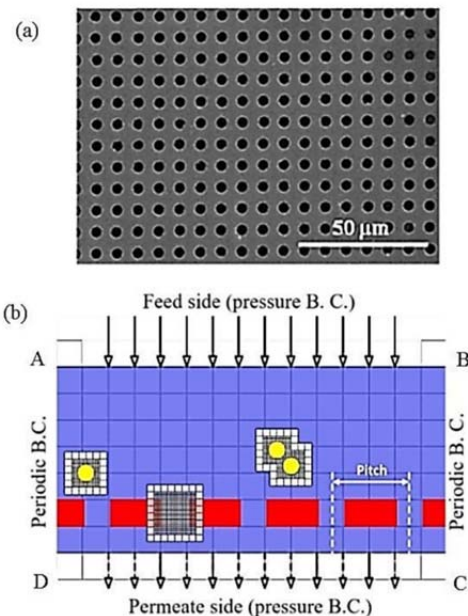 (a)
50 µm
Feed side (pressure B. C.)
(b)
A
B
Periodic B.C.
Pitch
Periodic B.C.
D
C
Permeate side (pressure B.C.)